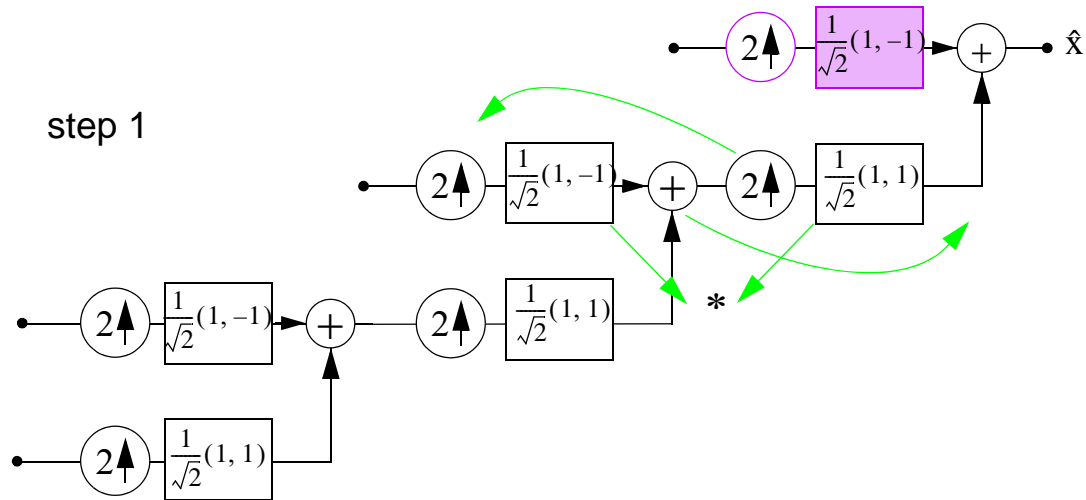 2 1/√2(1, −1) + x̂
step 1
2 1/√2(1, −1) + 2 1/√2(1, 1)
*
2 1/√2(1, −1) + 2 1/√2(1, 1)
2 1/√2(1, 1)